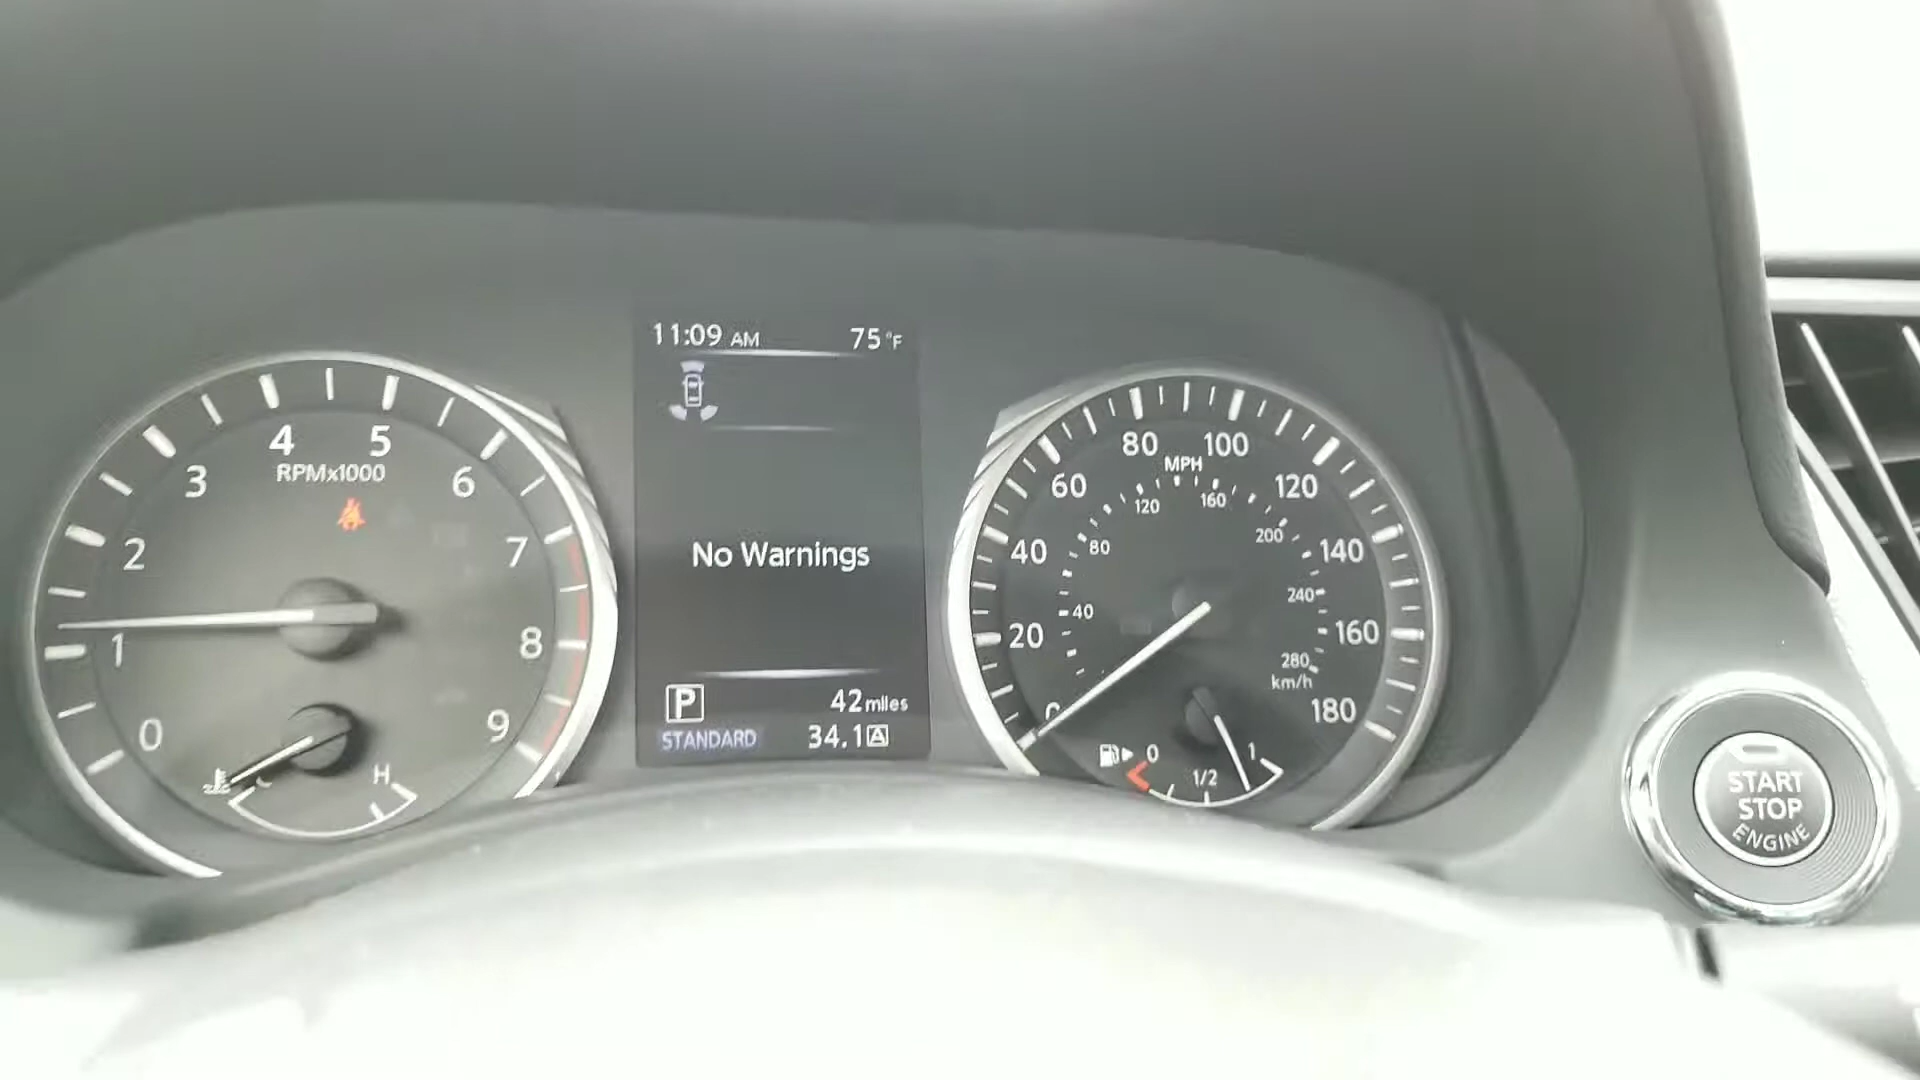 11:09 AM 75°F
No Warnings
P 42 miles
STANDARD 34.1 A
0 1 2 3 4 5 6 7 8 9
RPMx1000
H
0 20 40 60 80 100 120 140 160 180
MPH
40 80 120 160 200 240 280
km/h
0 1/2 1
START
STOP
ENGINE